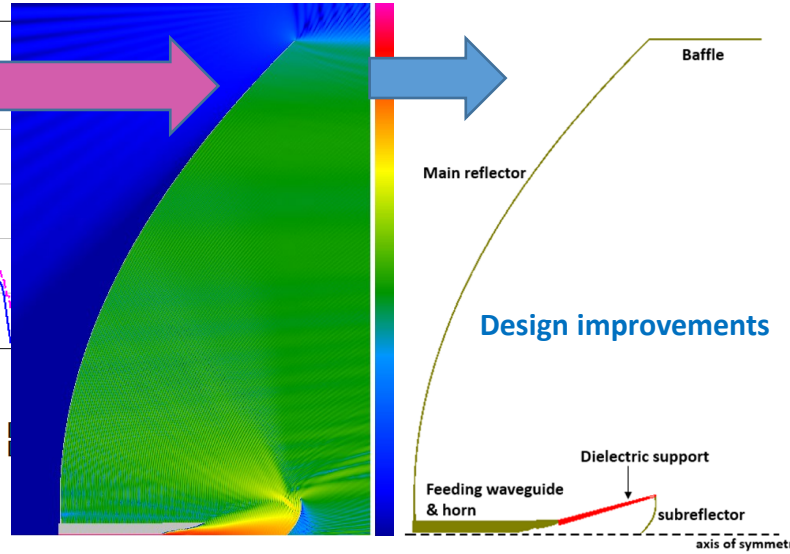 Baffle
Main reflector
Design improvements
Dielectric support
Feeding waveguide
& horn
subreflector
axis of symmetr